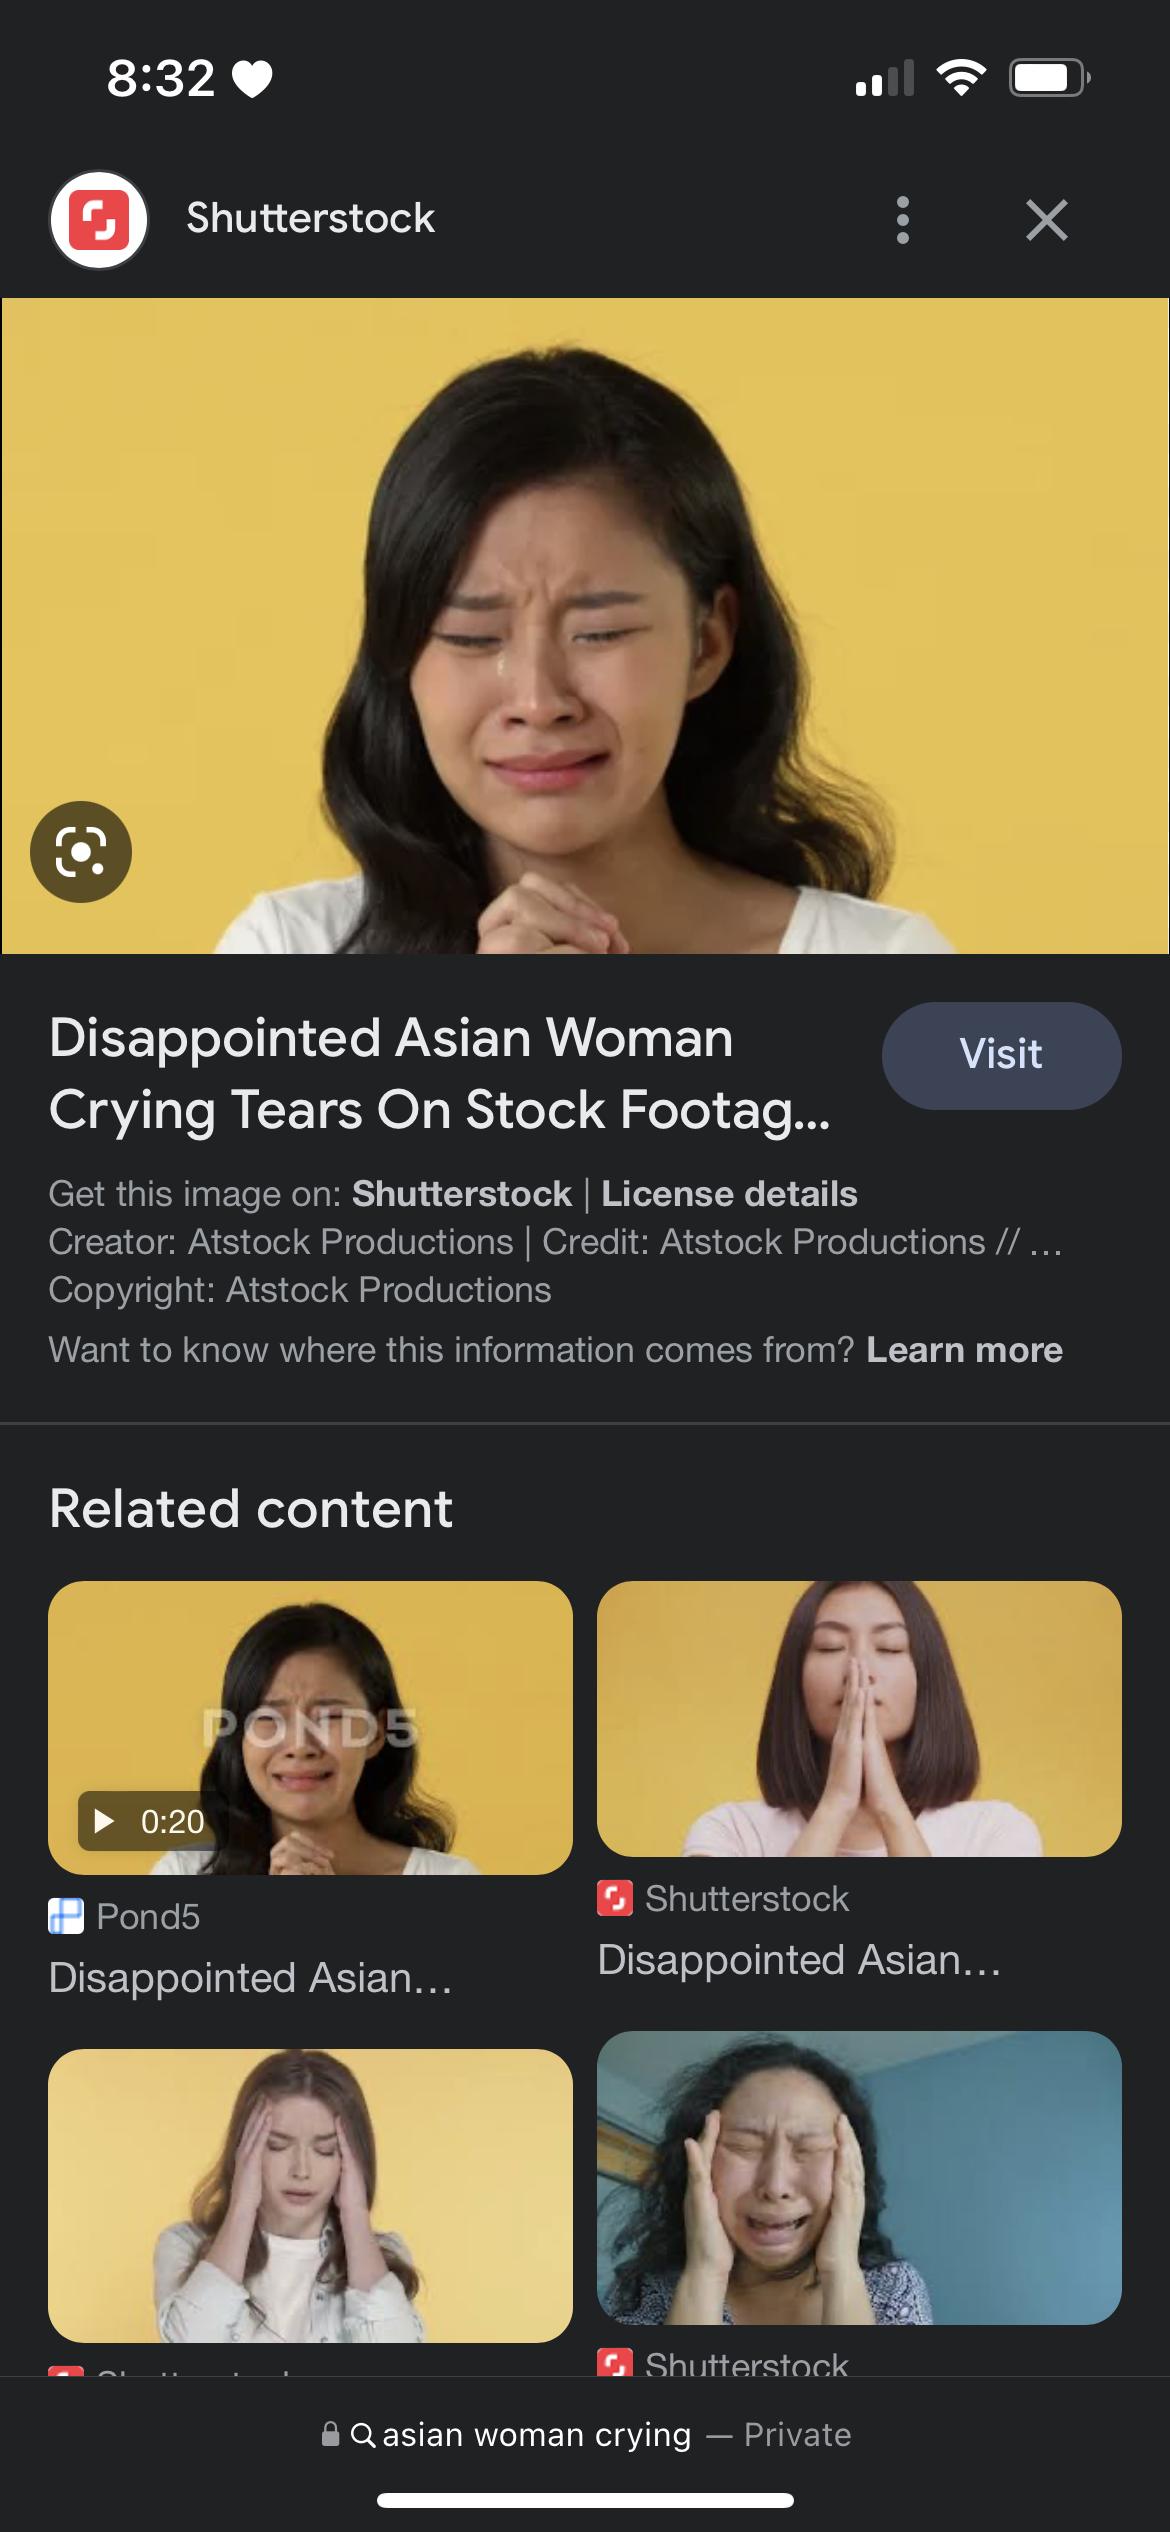 8:32
Shutterstock
Disappointed Asian Woman
Crying Tears On Stock Footag...
Visit
Get this image on: Shutterstock | License details
Creator: Atstock Productions | Credit: Atstock Productions // ...
Copyright: Atstock Productions
Want to know where this information comes from? Learn more
Related content
POND5
0:20
Pond5
Disappointed Asian...
Shutterstock
Disappointed Asian...
Shutterstock
Shutterstock
asian woman crying — Private